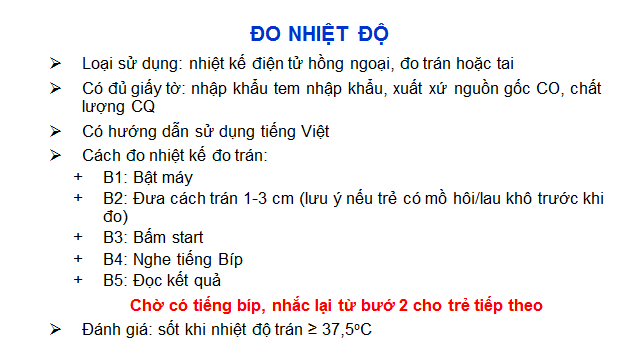 ĐO NHIỆT ĐỘ
➢ Loại sử dụng: nhiệt kế điện tử hồng ngoại, đo trán hoặc tai
➢ Có đủ giấy tờ: nhập khẩu tem nhập khẩu, xuất xứ nguồn gốc CO, chất
lượng CQ
➢ Có hướng dẫn sử dụng tiếng Việt
➢ Cách đo nhiệt kế đo trán:
+ B1: Bật máy
+ B2: Đưa cách trán 1-3 cm (lưu ý nếu trẻ có mồ hôi/lau khô trước khi
đo)
+ B3: Bấm start
+ B4: Nghe tiếng Bíp
+ B5: Đọc kết quả
Chờ có tiếng bip, nhắc lại từ bướ 2 cho trẻ tiếp theo
➢ Đánh giá: sốt khi nhiệt độ trán ≥ 37,5ºC